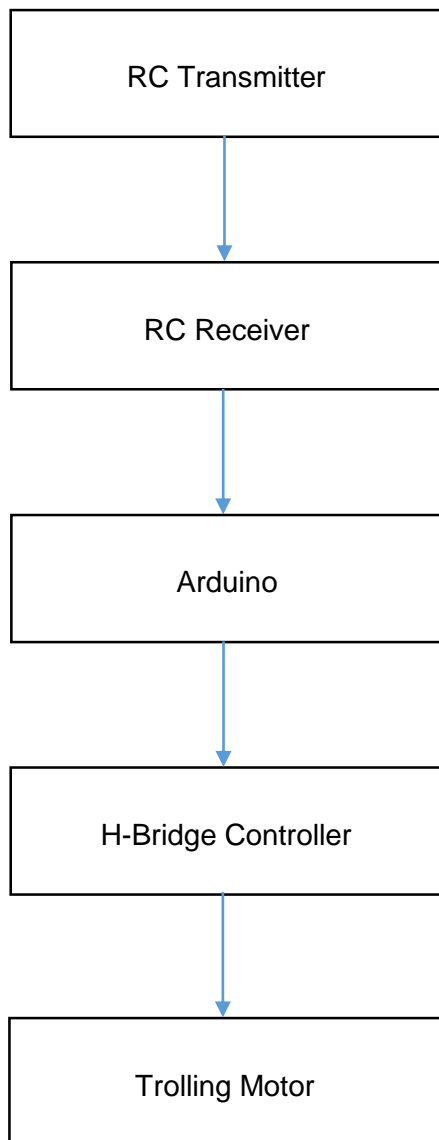 RC Transmitter
RC Receiver
Arduino
H-Bridge Controller
Trolling Motor